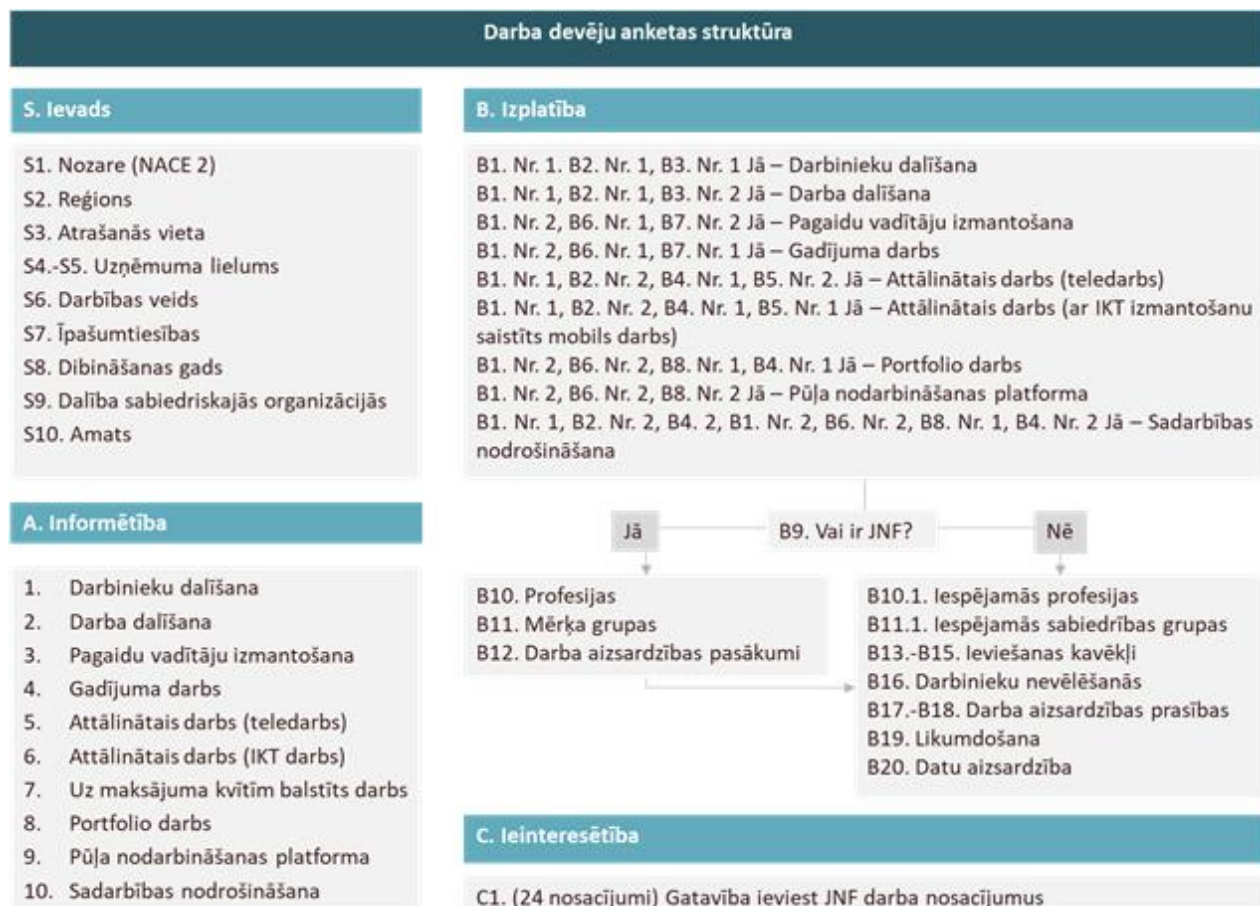 Darba devēju anketas struktūra
S. Ievads
S1. Nozare (NACE 2)
S2. Reģions
S3. Atrašanās vieta
S4.-S5. Uzņēmuma lielums
S6. Darbības veids
S7. Īpašumtiesības
S8. Dibināšanas gads
S9. Dalība sabiedriskajās organizācijās
S10. Amats
A. Informētība
1. Darbinieku dalīšana
2. Darba dalīšana
3. Pagaidu vadītāju izmantošana
4. Gadījuma darbs
5. Attālinātais darbs (teledarbs)
6. Attālinātais darbs (IKT darbs)
7. Uz maksājuma kvītīm balstīts darbs
8. Portfolio darbs
9. Pūļa nodarbināšanas platforma
10. Sadarbības nodrošināšana
B. Izplatība
B1. Nr. 1. B2. Nr. 1, B3. Nr. 1 Jā – Darbinieku dalīšana
B1. Nr. 1, B2. Nr. 1, B3. Nr. 2 Jā – Darba dalīšana
B1. Nr. 2, B6. Nr. 1, B7. Nr. 2 Jā – Pagaidu vadītāju izmantošana
B1. Nr. 2, B6. Nr. 1, B7. Nr. 1 Jā – Gadījuma darbs
B1. Nr. 1, B2. Nr. 2, B4. Nr. 1, B5. Nr. 2. Jā – Attālinātais darbs (teledarbs)
B1. Nr. 1, B2. Nr. 2, B4. Nr. 1, B5. Nr. 1 Jā – Attālinātais darbs (ar IKT izmantošanu
saistīts mobils darbs)
B1. Nr. 2, B6. Nr. 2, B8. Nr. 1, B4. Nr. 1 Jā – Portfolio darbs
B1. Nr. 2, B6. Nr. 2, B8. Nr. 2 Jā – Pūļa nodarbināšanas platforma
B1. Nr. 1, B2. Nr. 2, B4. 2, B1. Nr. 2, B6. Nr. 2, B8. Nr. 1, B4. Nr. 2 Jā – Sadarbības
nodrošināšana
Jā
B9. Vai ir JNF?
Nē
B10. Profesijas
B11. Mērķa grupas
B12. Darba aizsardzības pasākumi
B10.1. Iespējamās profesijas
B11.1. Iespējamās sabiedrības grupas
B13.-B15. Ieviešanas kavēkļi
B16. Darbinieku nevēlēšanās
B17.-B18. Darba aizsardzības prasības
B19. Likumdošana
B20. Datu aizsardzība
C. Ieinteresētība
C1. (24 nosacījumi) Gatavība ieviest JNF darba nosacījumus